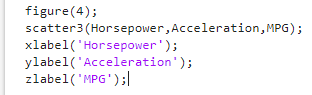 figure(4);
scatter3(Horsepower,Acceleration,MPG);
xlabel('Horsepower');
ylabel('Acceleration');
zlabel('MPG');